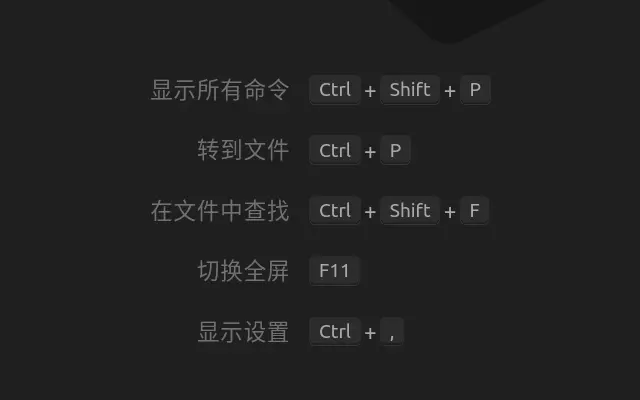 显示所有命令 Ctrl + Shift + P
转到文件 Ctrl + P
在文件中查找 Ctrl + Shift + F
切换全屏 F11
显示设置 Ctrl + ,